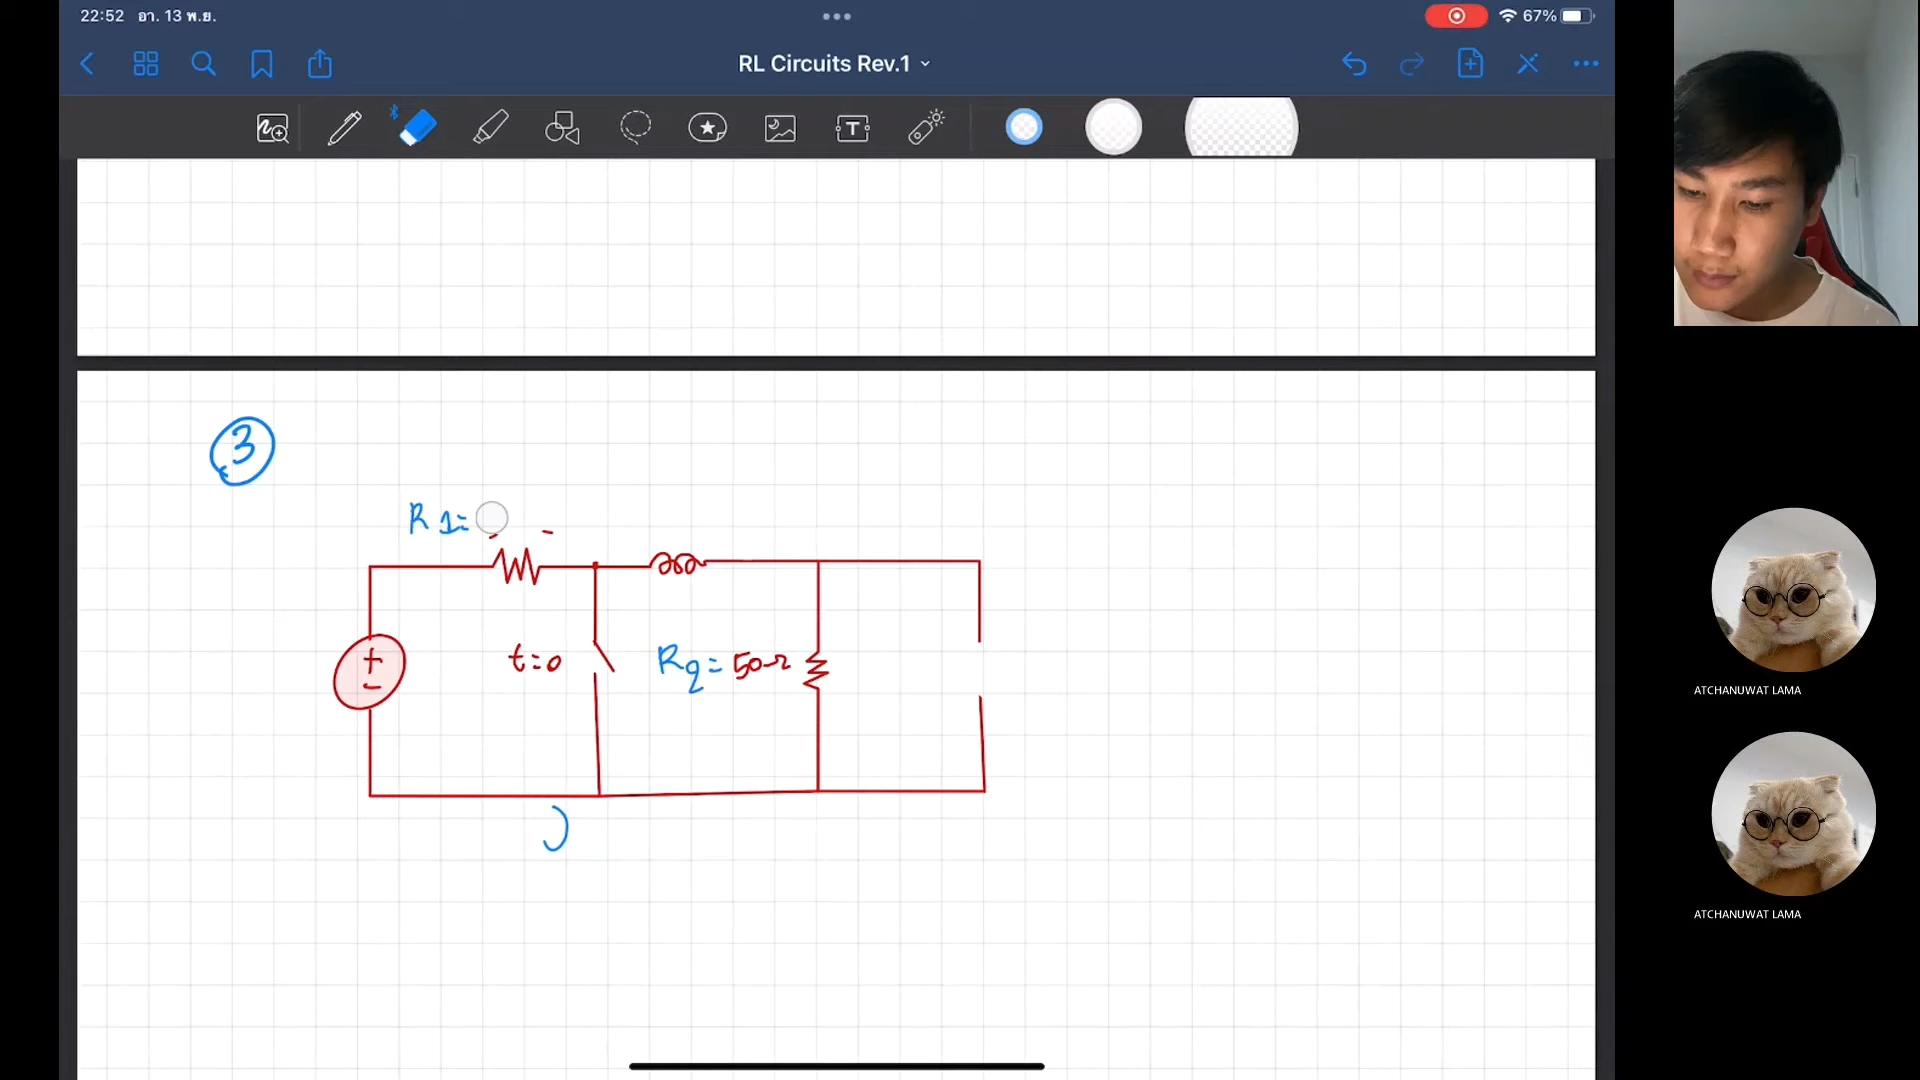 22:52 อา. 13 พ.ย.
67%
RL Circuits Rev.1
T
3
R1=
+
-
t=0
Rq=50Ω
ATCHANUWAT LAMA
ATCHANUWAT LAMA